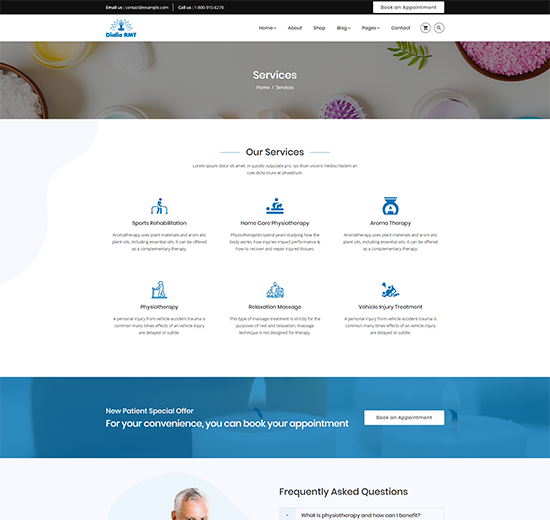 Email us : contact@example.com
Call us : 1-800-915-6270
Book an Appointment
Dialia RMT
Home
About
Shop
Blog
Pages
Contact
Services
Home / Services
Our Services
Lorem ipsum dolor sit amet, in quodsi vulputate pro. Ius illum vocent mediocritatem an
cule dicta iriure at phaedrum.
Sports Rehabilitation
Aromatherapy uses plant materials and arom atic
plant oils, including essential oils. It can be offered
as a complementary therapy.
Home Care Physiotherapy
Physiotherapists spend years studying how the
body works, how injuries impact performance &
how to recover and repair injured tissues.
Aroma Therapy
Aromatherapy uses plant materials and arom atic
plant oils, including essential oils. It can be offered
as a complementary therapy.
Physiotherapy
A personal injury from vehicle accident trauma is
common many times effects of an vehicle injury
are delayed or subtle.
Relaxation Massage
This type of massage treatment is strictly for the
purposes of rest and relaxation, massage
technique is not designed for therapy.
Vehicle Injury Treatment
A personal injury from vehicle accident trauma is
common many times effects of an vehicle injury
are delayed or subtle.
New Patient Special Offer
For your convenience, you can book your appointment
Book an Appointment
Frequently Asked Questions
What is physiotherapy and how can I benefit?